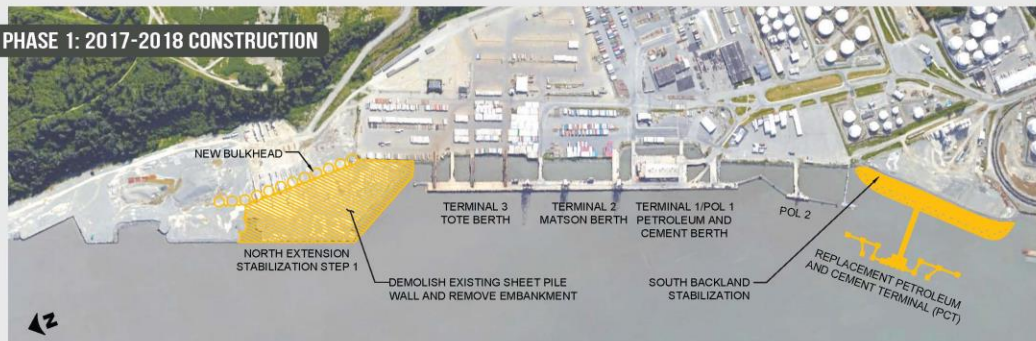 PHASE 1: 2017-2018 CONSTRUCTION
NEW BULKHEAD
TERMINAL 3
TOTE BERTH
TERMINAL 2
MATSON BERTH
TERMINAL 1/POL 1
PETROLEUM AND
CEMENT BERTH
POL 2
NORTH EXTENSION
STABILIZATION STEP 1
DEMOLISH EXISTING SHEET PILE
WALL AND REMOVE EMBANKMENT
SOUTH BACKLAND
STABILIZATION
REPLACEMENT PETROLEUM
AND CEMENT TERMINAL (PCT)
N